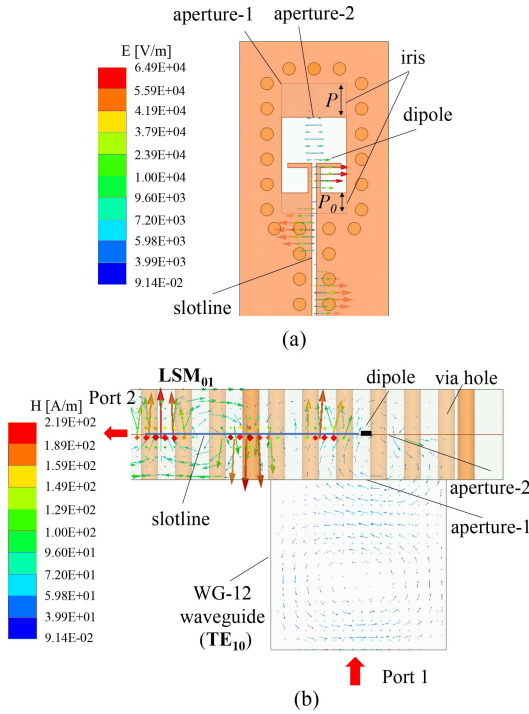 aperture-1
aperture-2
E [V/m]
6.49E+04
5.59E+04
4.19E+04
3.79E+04
2.39E+04
1.00E+04
9.00E+03
7.20E+03
5.98E+03
3.99E+03
9.14E-02
iris
P
dipole
P0
slotline
(a)
LSM01
Port 2
dipole
via hole
H [A/m]
2.19E+02
1.89E+02
1.59E+02
1.49E+02
1.29E+02
1.00E+02
9.60E+01
7.20E+01
5.98E+01
3.99E+01
9.14E-02
slotline
aperture-2
aperture-1
WG-12
waveguide
(TE10)
Port 1
(b)